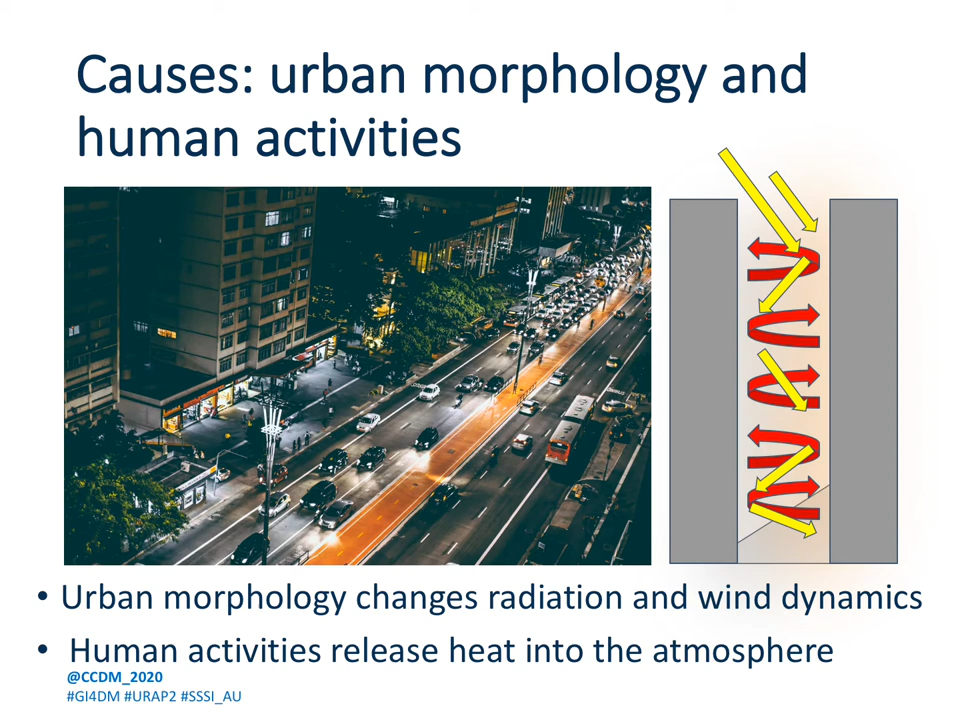 Causes: urban morphology and
human activities
• Urban morphology changes radiation and wind dynamics
• Human activities release heat into the atmosphere
@CCDM_2020
#GI4DM #URAP2 #SSSI_AU